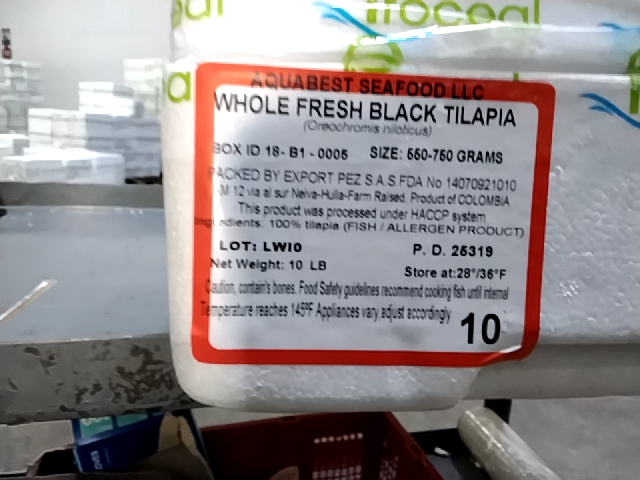 AQUABEST SEAFOOD LLC
WHOLE FRESH BLACK TILAPIA
(Oreochromis niloticus)
BOX ID 18- B1 - 0005 SIZE: 550-750 GRAMS
PACKED BY EXPORT PEZ S.A.S FDA No 14070921010
KM 12 via al sur Neiva-Huila-Farm Raised. Product of COLOMBIA
This product was processed under HACCP system
Ingredients: 100% tilapia (FISH / ALLERGEN PRODUCT)
LOT: LW10 P. D. 25319
Net Weight: 10 LB
Store at:28°/36°F
Caution, contain's bones. Food Safety guidelines recommend cooking fish until internal
Temperature reaches 145ºF Appliances vary adjust accordingly
10